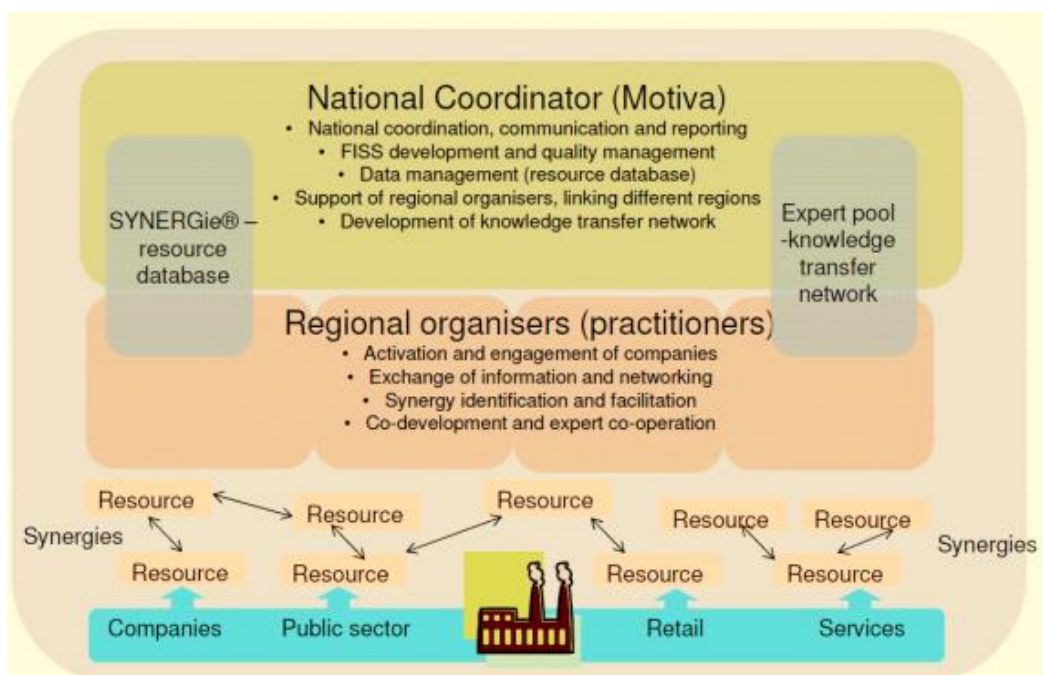 National Coordinator (Motiva)
• National coordination, communication and reporting
• FISS development and quality management
• Data management (resource database)
• Support of regional organisers, linking different regions
• Development of knowledge transfer network
SYNERGie® –
resource
database
Expert pool
-knowledge
transfer
network
Regional organisers (practitioners)
• Activation and engagement of companies
• Exchange of information and networking
• Synergy identification and facilitation
• Co-development and expert co-operation
Resource
Resource
Resource
Resource
Resource
Synergies
Synergies
Resource
Resource
Resource
Resource
Companies
Public sector
Retail
Services